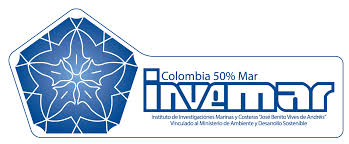 Colombia 50% Mar
invemar
Instituto de Investigaciones Marinas y Costeras "José Benito Vives de Andréis"
Vinculado al Ministerio de Ambiente y Desarrollo Sostenible